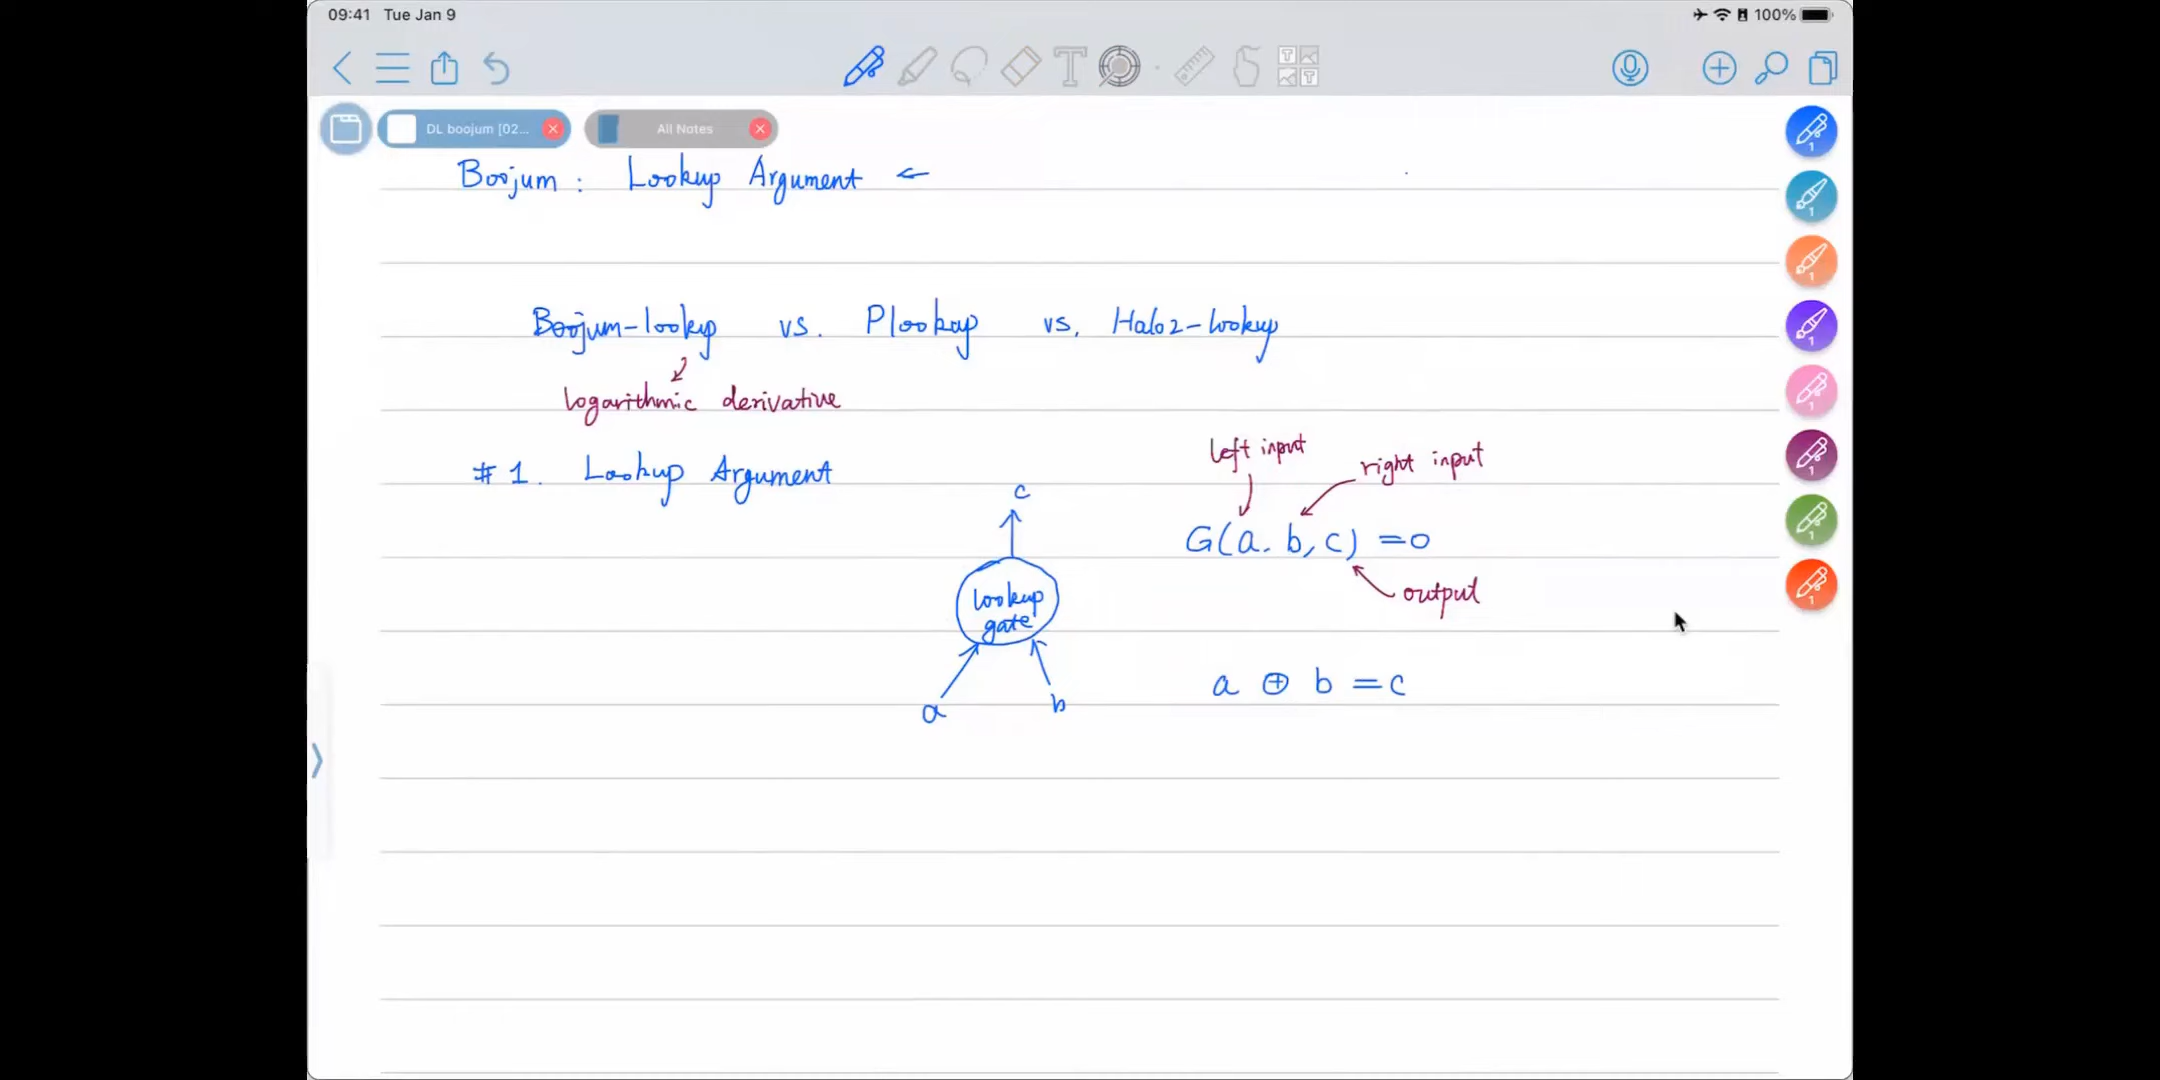 09:41 Tue Jan 9 100%
DL boojum [02... All Notes
Boojum : Lookup Argument ←
Boojum-lookup vs. Plookup vs. Halo2-lookup
logarithmic derivative
#1. Lookup Argument
left input
right input
c
G(a, b, c) = 0
lookup
gate
output
a b
a ⊕ b = c